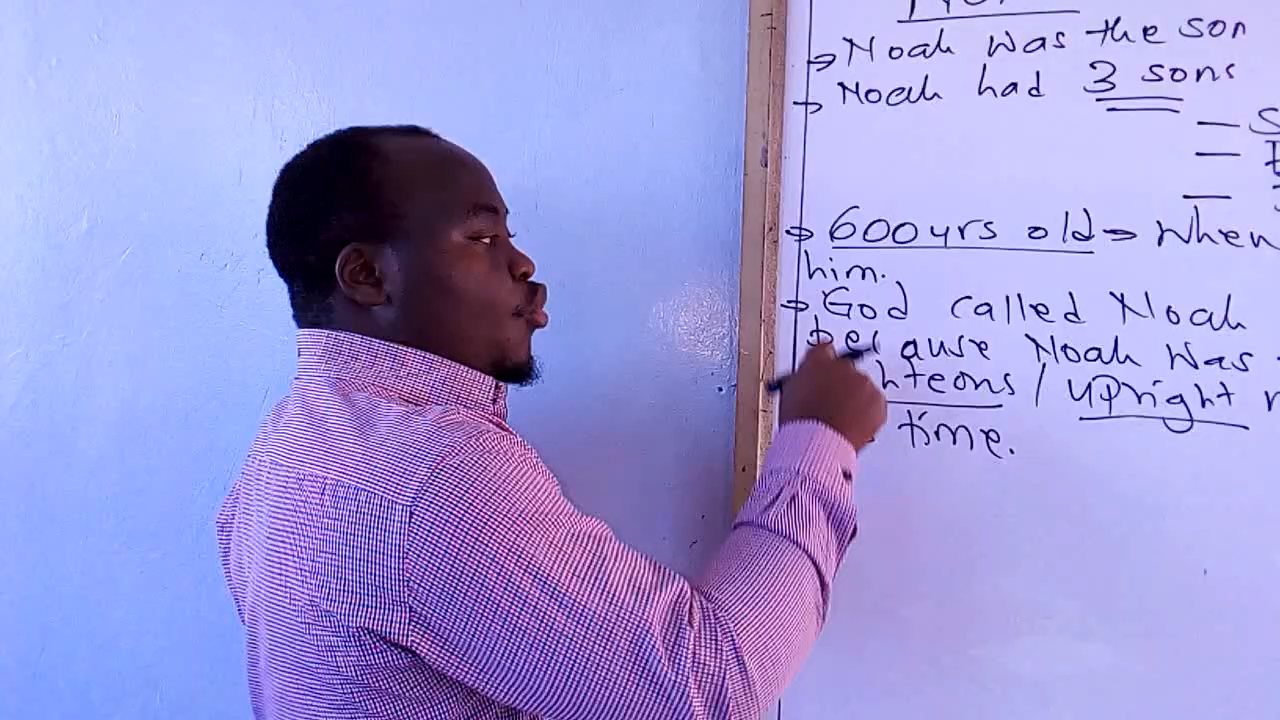 → Noah was the son
→ Noah had 3 sons
— S
—
—
→ 600 yrs old → when
him.
→ God called Noah
because Noah was
hteous / upright
time.